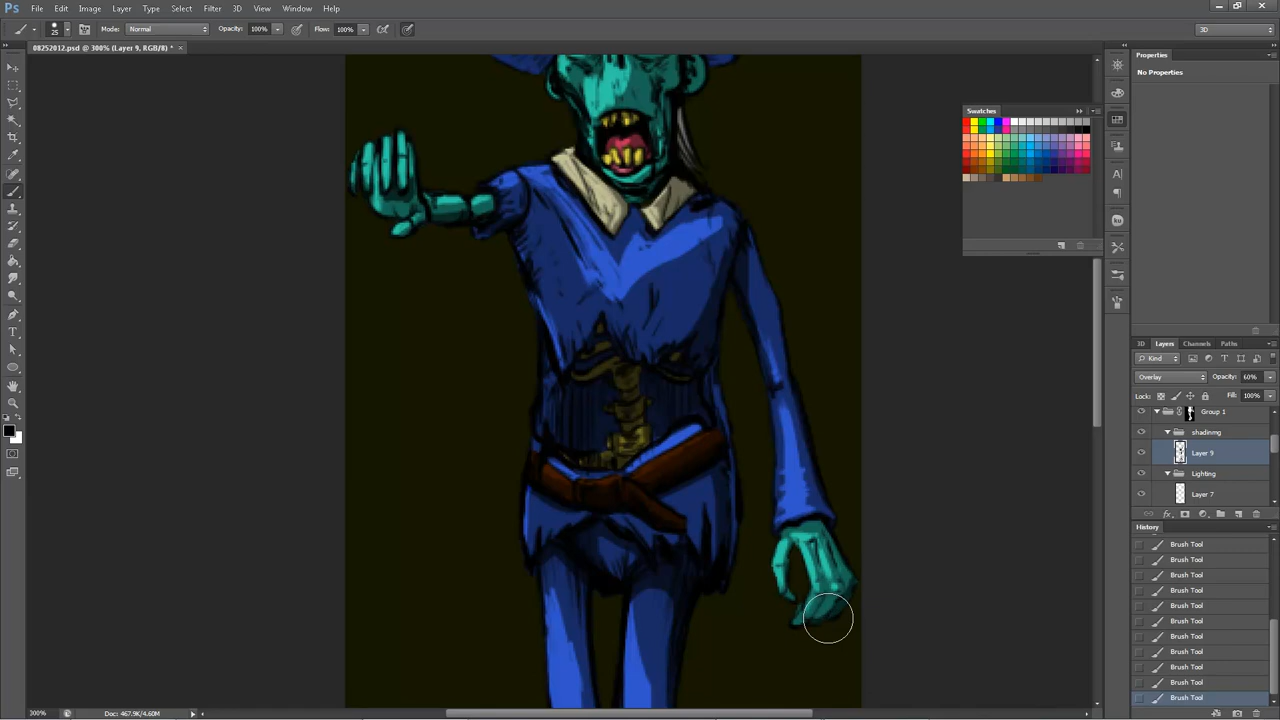 Ps File Edit Image Layer Type Select Filter 3D View Window Help
25 Mode: Normal Opacity: 100% Flow: 100% 3D
08252012.psd @ 300% (Layer 9, RGB/8) * ×
Properties
No Properties
Swatches
3D Layers Channels Paths
Kind
Overlay Opacity: 60%
Lock: Fill: 100%
Group 1
shadinmg
Layer 9
Lighting
Layer 7
fx
History
Brush Tool
Brush Tool
Brush Tool
Brush Tool
Brush Tool
Brush Tool
Brush Tool
Brush Tool
Brush Tool
Brush Tool
Brush Tool
300% Doc: 467.9K/4.60M